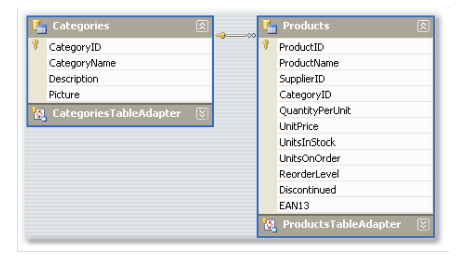 Categories
CategoryID
CategoryName
Description
Picture
CategoriesTableAdapter
Products
ProductID
ProductName
SupplierID
CategoryID
QuantityPerUnit
UnitPrice
UnitsInStock
UnitsOnOrder
ReorderLevel
Discontinued
EAN13
ProductsTableAdapter